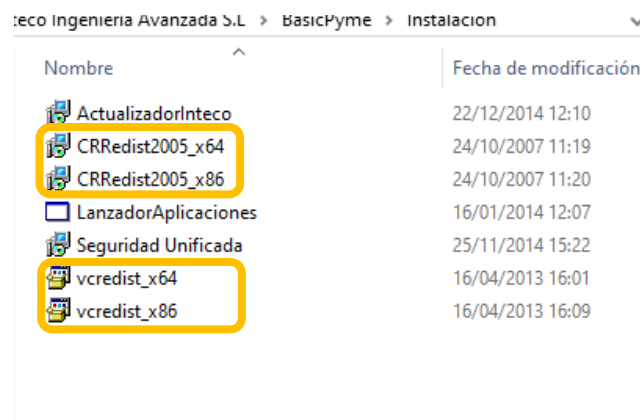 teco Ingeniería Avanzada S.L > BasicPyme > Instalacion
Nombre Fecha de modificación
ActualizadorInteco 22/12/2014 12:10
CRRedist2005_x64 24/10/2007 11:19
CRRedist2005_x86 24/10/2007 11:20
LanzadorAplicaciones 16/01/2014 12:07
Seguridad Unificada 25/11/2014 15:22
vcredist_x64 16/04/2013 16:01
vcredist_x86 16/04/2013 16:09